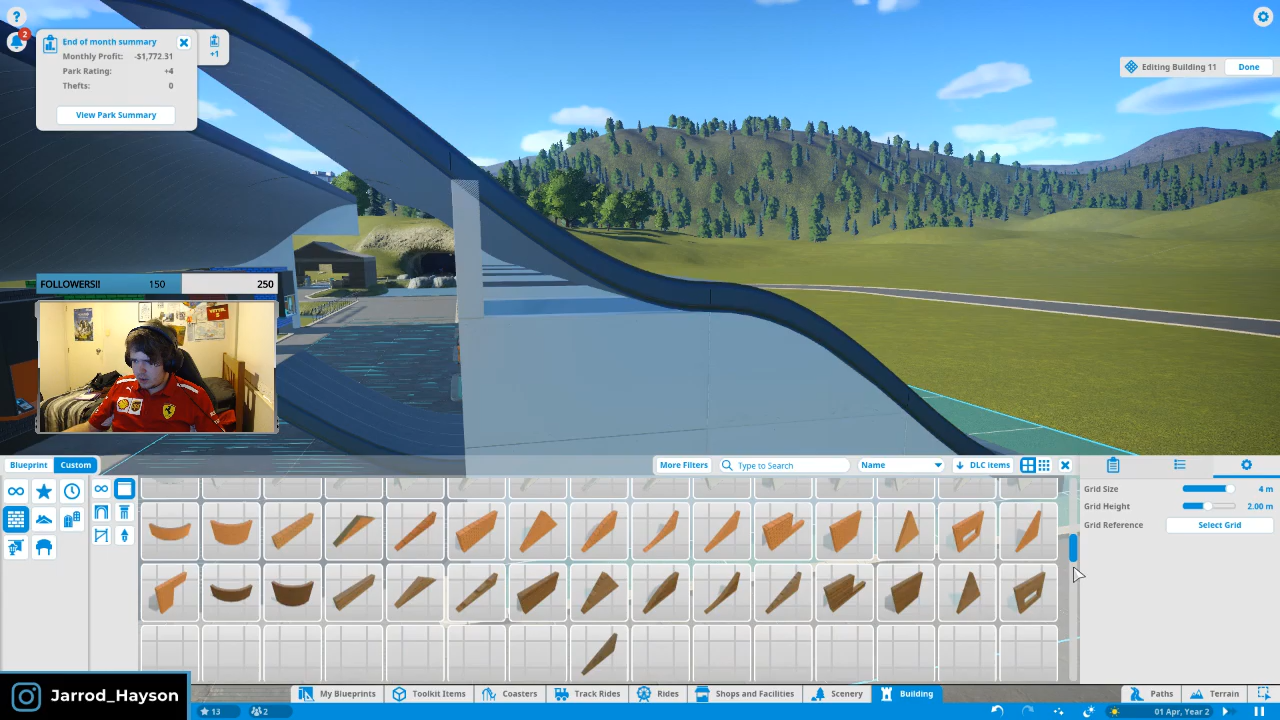 ?
2
End of month summary
Monthly Profit: -$1,772.31
Park Rating: +4
Thefts: 0
View Park Summary
+1
Editing Building 11
Done
FOLLOWERS!! 150 250
Blueprint
Custom
More Filters
Type to Search
Name
DLC items
Grid Size 4 m
Grid Height 2.00 m
Grid Reference
Select Grid
Jarrod_Hayson
My Blueprints
Toolkit Items
Coasters
Track Rides
Rides
Shops and Facilities
Scenery
Building
Paths
Terrain
13
2
01 Apr, Year 2